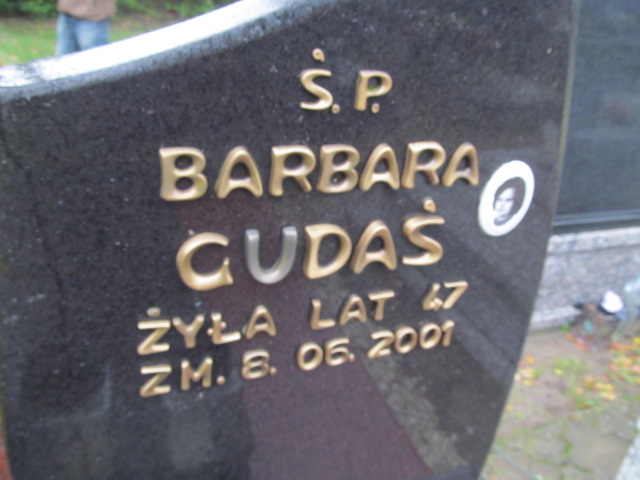 Ś. P.
BARBARA
GUDAŚ
ŻYŁA LAT 47
ZM. 8. 06. 2001